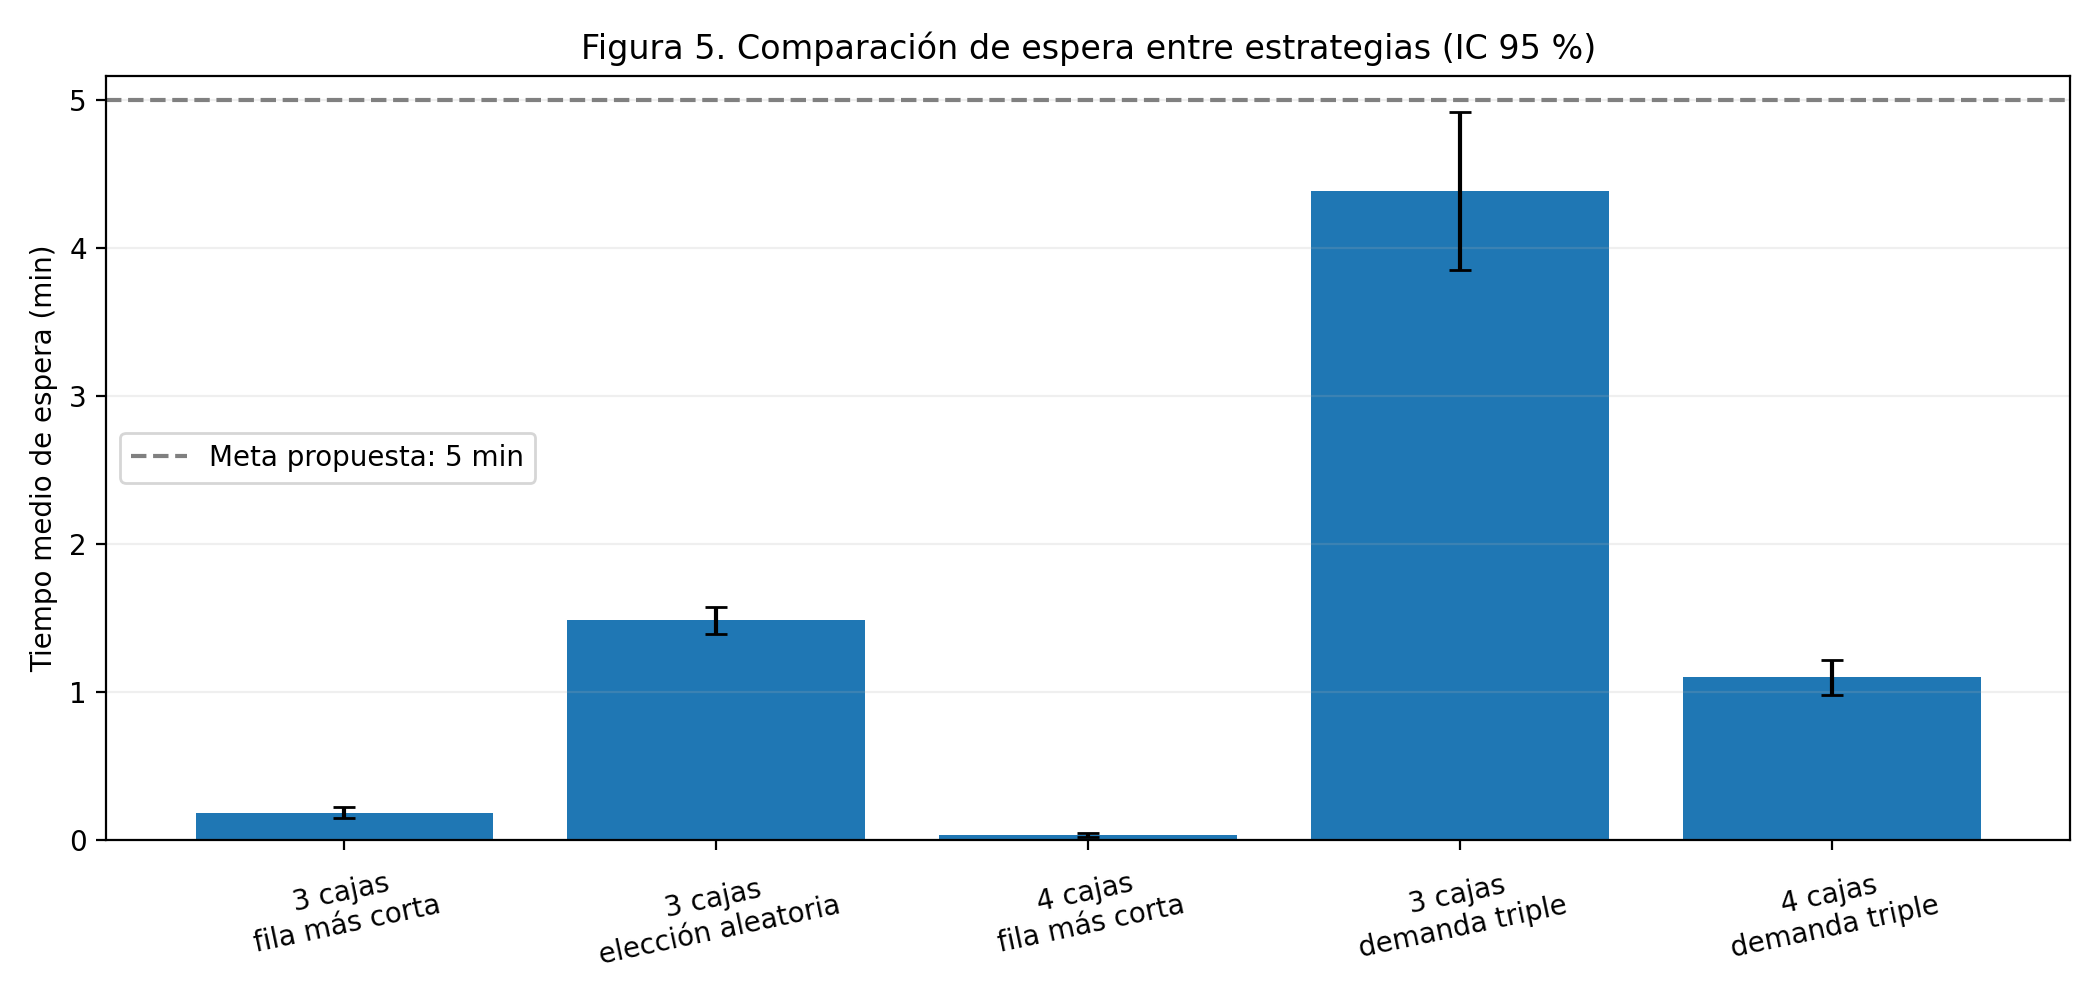 Figura 5. Comparación de espera entre estrategias (IC 95 %)
Tiempo medio de espera (min)
5
4
3
2
1
0
Meta propuesta: 5 min
3 cajas
fila más corta
3 cajas
elección aleatoria
4 cajas
fila más corta
3 cajas
demanda triple
4 cajas
demanda triple